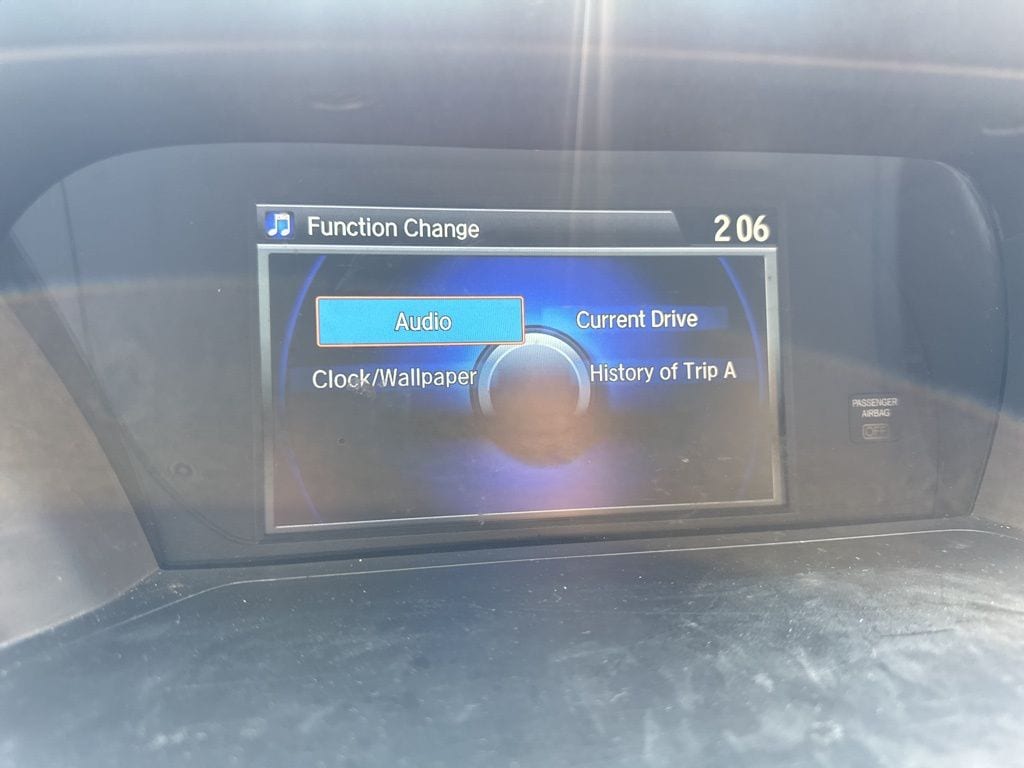 Function Change
2 06
Audio
Current Drive
Clock/Wallpaper
History of Trip A
PASSENGER
AIRBAG
OFF